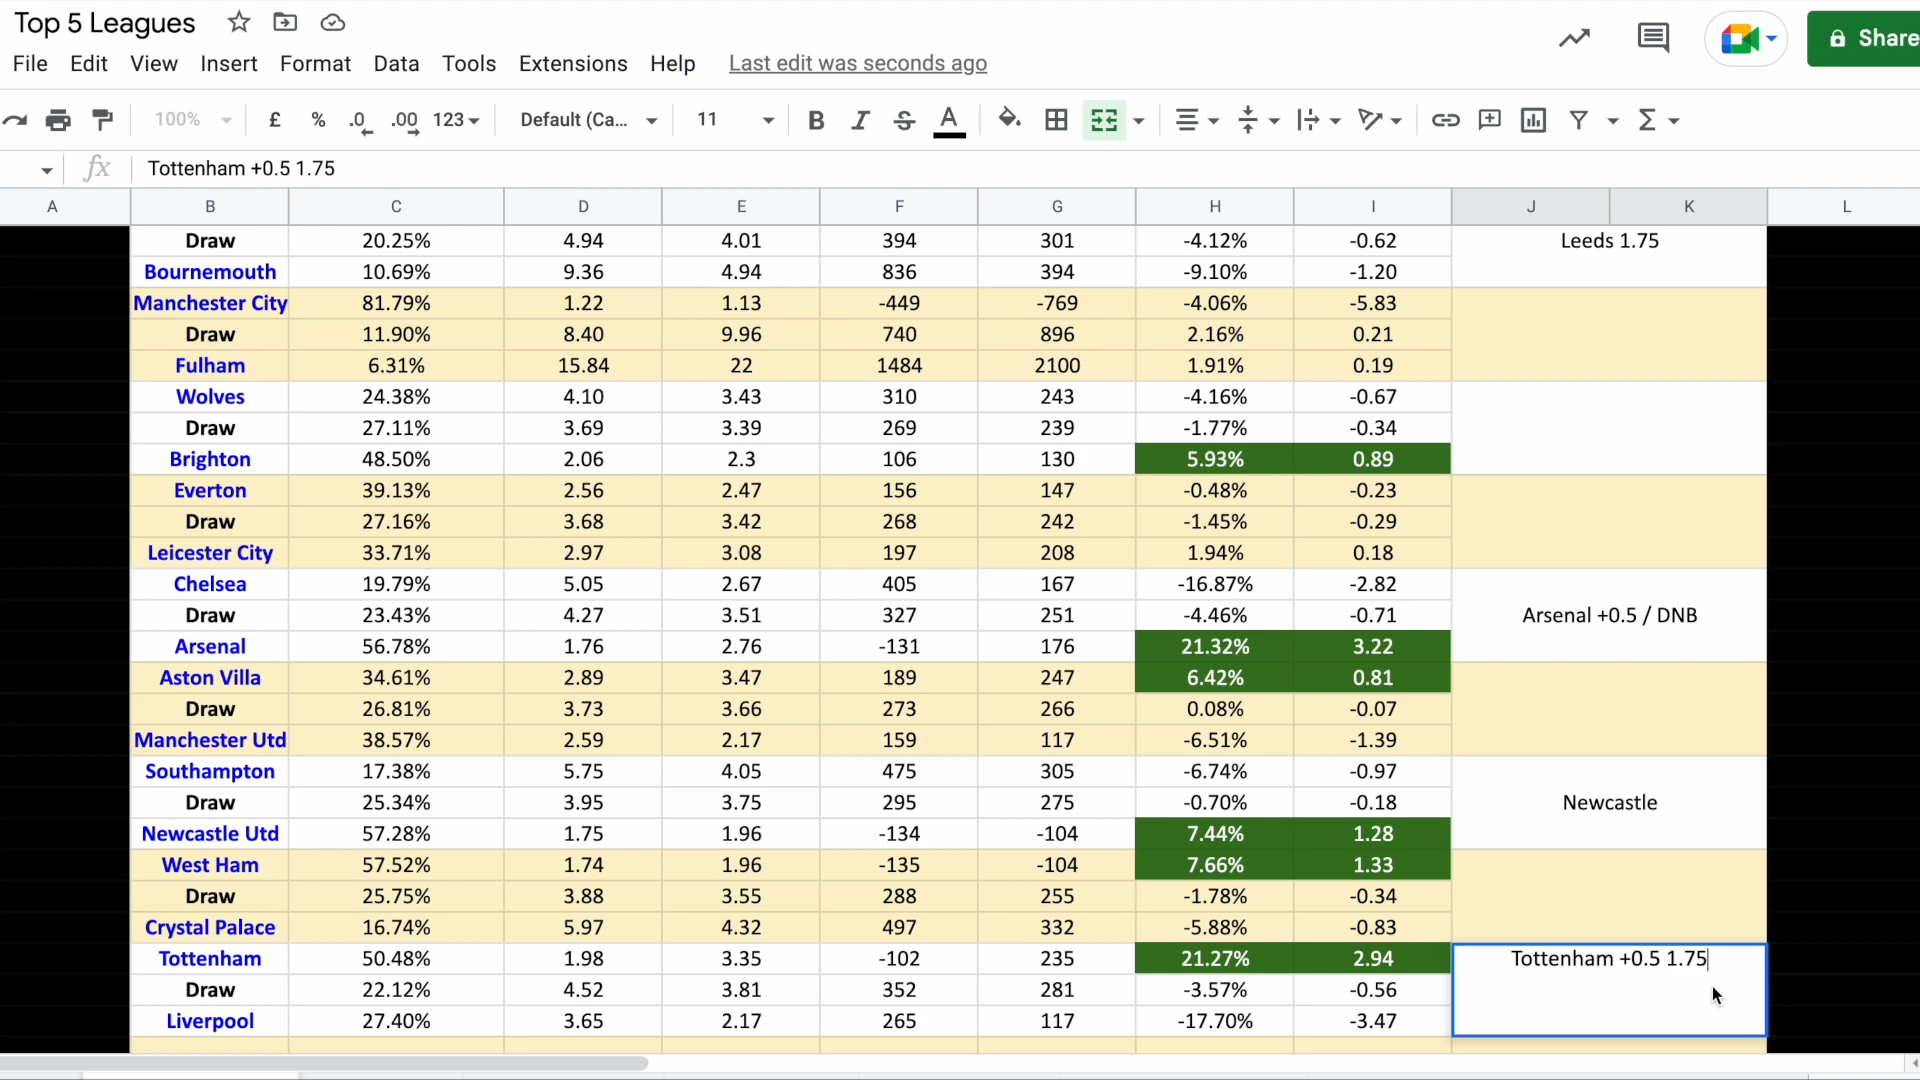 Top 5 Leagues
Share
File Edit View Insert Format Data Tools Extensions Help Last edit was seconds ago
100% £ % .0 .00 123 Default (Ca... 11 B I S A
fx Tottenham +0.5 1.75
A B C D E F G H I J K L
Draw 20.25% 4.94 4.01 394 301 -4.12% -0.62 Leeds 1.75
Bournemouth 10.69% 9.36 4.94 836 394 -9.10% -1.20
Manchester City 81.79% 1.22 1.13 -449 -769 -4.06% -5.83
Draw 11.90% 8.40 9.96 740 896 2.16% 0.21
Fulham 6.31% 15.84 22 1484 2100 1.91% 0.19
Wolves 24.38% 4.10 3.43 310 243 -4.16% -0.67
Draw 27.11% 3.69 3.39 269 239 -1.77% -0.34
Brighton 48.50% 2.06 2.3 106 130 5.93% 0.89
Everton 39.13% 2.56 2.47 156 147 -0.48% -0.23
Draw 27.16% 3.68 3.42 268 242 -1.45% -0.29
Leicester City 33.71% 2.97 3.08 197 208 1.94% 0.18
Chelsea 19.79% 5.05 2.67 405 167 -16.87% -2.82
Draw 23.43% 4.27 3.51 327 251 -4.46% -0.71 Arsenal +0.5 / DNB
Arsenal 56.78% 1.76 2.76 -131 176 21.32% 3.22
Aston Villa 34.61% 2.89 3.47 189 247 6.42% 0.81
Draw 26.81% 3.73 3.66 273 266 0.08% -0.07
Manchester Utd 38.57% 2.59 2.17 159 117 -6.51% -1.39
Southampton 17.38% 5.75 4.05 475 305 -6.74% -0.97
Draw 25.34% 3.95 3.75 295 275 -0.70% -0.18 Newcastle
Newcastle Utd 57.28% 1.75 1.96 -134 -104 7.44% 1.28
West Ham 57.52% 1.74 1.96 -135 -104 7.66% 1.33
Draw 25.75% 3.88 3.55 288 255 -1.78% -0.34
Crystal Palace 16.74% 5.97 4.32 497 332 -5.88% -0.83
Tottenham 50.48% 1.98 3.35 -102 235 21.27% 2.94 Tottenham +0.5 1.75
Draw 22.12% 4.52 3.81 352 281 -3.57% -0.56
Liverpool 27.40% 3.65 2.17 265 117 -17.70% -3.47